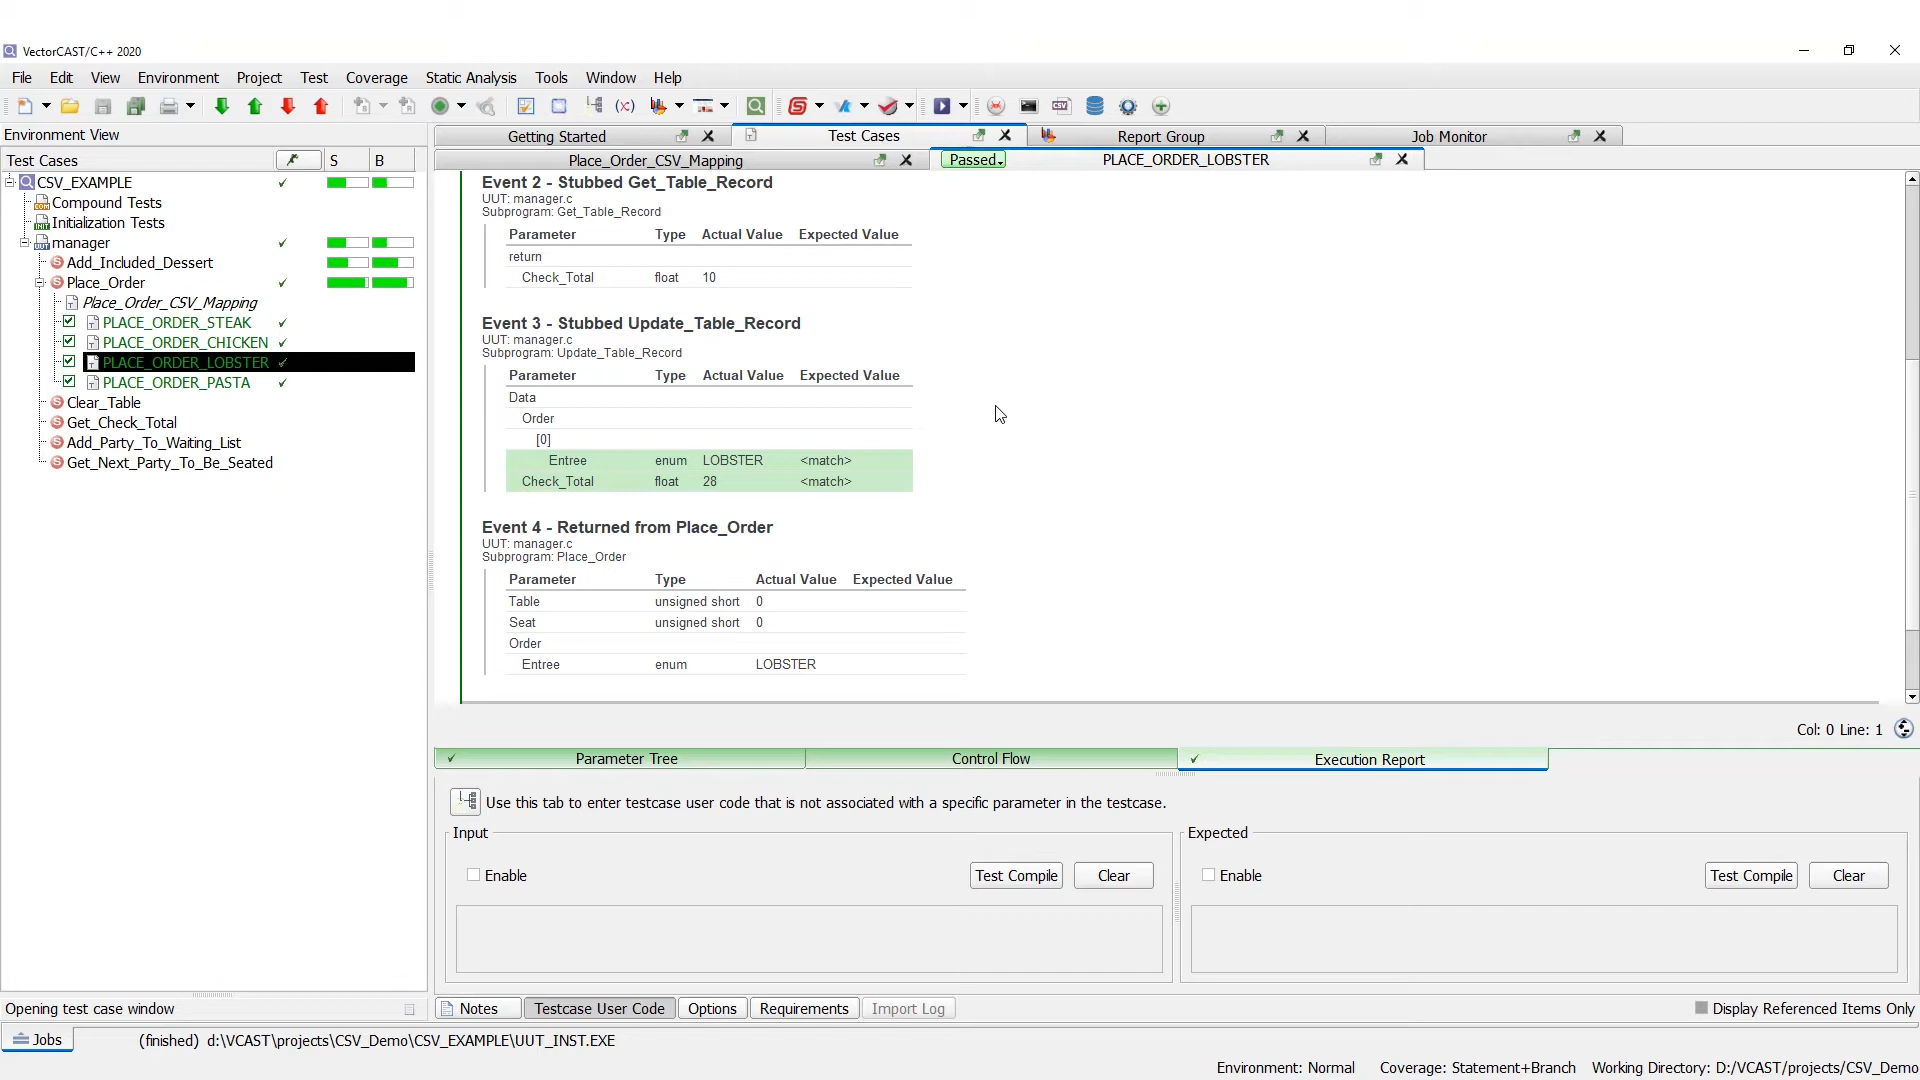 VectorCAST/C++ 2020
File Edit View Environment Project Test Coverage Static Analysis Tools Window Help
Environment View
Getting Started
Test Cases
Report Group
Job Monitor
Test Cases S B
Place_Order_CSV_Mapping
Passed
PLACE_ORDER_LOBSTER
CSV_EXAMPLE
Compound Tests
Initialization Tests
manager
Add_Included_Dessert
Place_Order
Place_Order_CSV_Mapping
PLACE_ORDER_STEAK
PLACE_ORDER_CHICKEN
PLACE_ORDER_LOBSTER
PLACE_ORDER_PASTA
Clear_Table
Get_Check_Total
Add_Party_To_Waiting_List
Get_Next_Party_To_Be_Seated
Event 2 - Stubbed Get_Table_Record
UUT: manager.c
Subprogram: Get_Table_Record
Parameter Type Actual Value Expected Value
return
Check_Total float 10
Event 3 - Stubbed Update_Table_Record
UUT: manager.c
Subprogram: Update_Table_Record
Parameter Type Actual Value Expected Value
Data
Order
[0]
Entree enum LOBSTER <match>
Check_Total float 28 <match>
Event 4 - Returned from Place_Order
UUT: manager.c
Subprogram: Place_Order
Parameter Type Actual Value Expected Value
Table unsigned short 0
Seat unsigned short 0
Order
Entree enum LOBSTER
Col: 0 Line: 1
Parameter Tree
Control Flow
Execution Report
Use this tab to enter testcase user code that is not associated with a specific parameter in the testcase.
Input
Enable Test Compile Clear
Expected
Enable Test Compile Clear
Opening test case window
Notes Testcase User Code Options Requirements Import Log
Display Referenced Items Only
Jobs
(finished) d:\VCAST\projects\CSV_Demo\CSV_EXAMPLE\UUT_INST.EXE
Environment: Normal Coverage: Statement+Branch Working Directory: D:/VCAST/projects/CSV_Demo